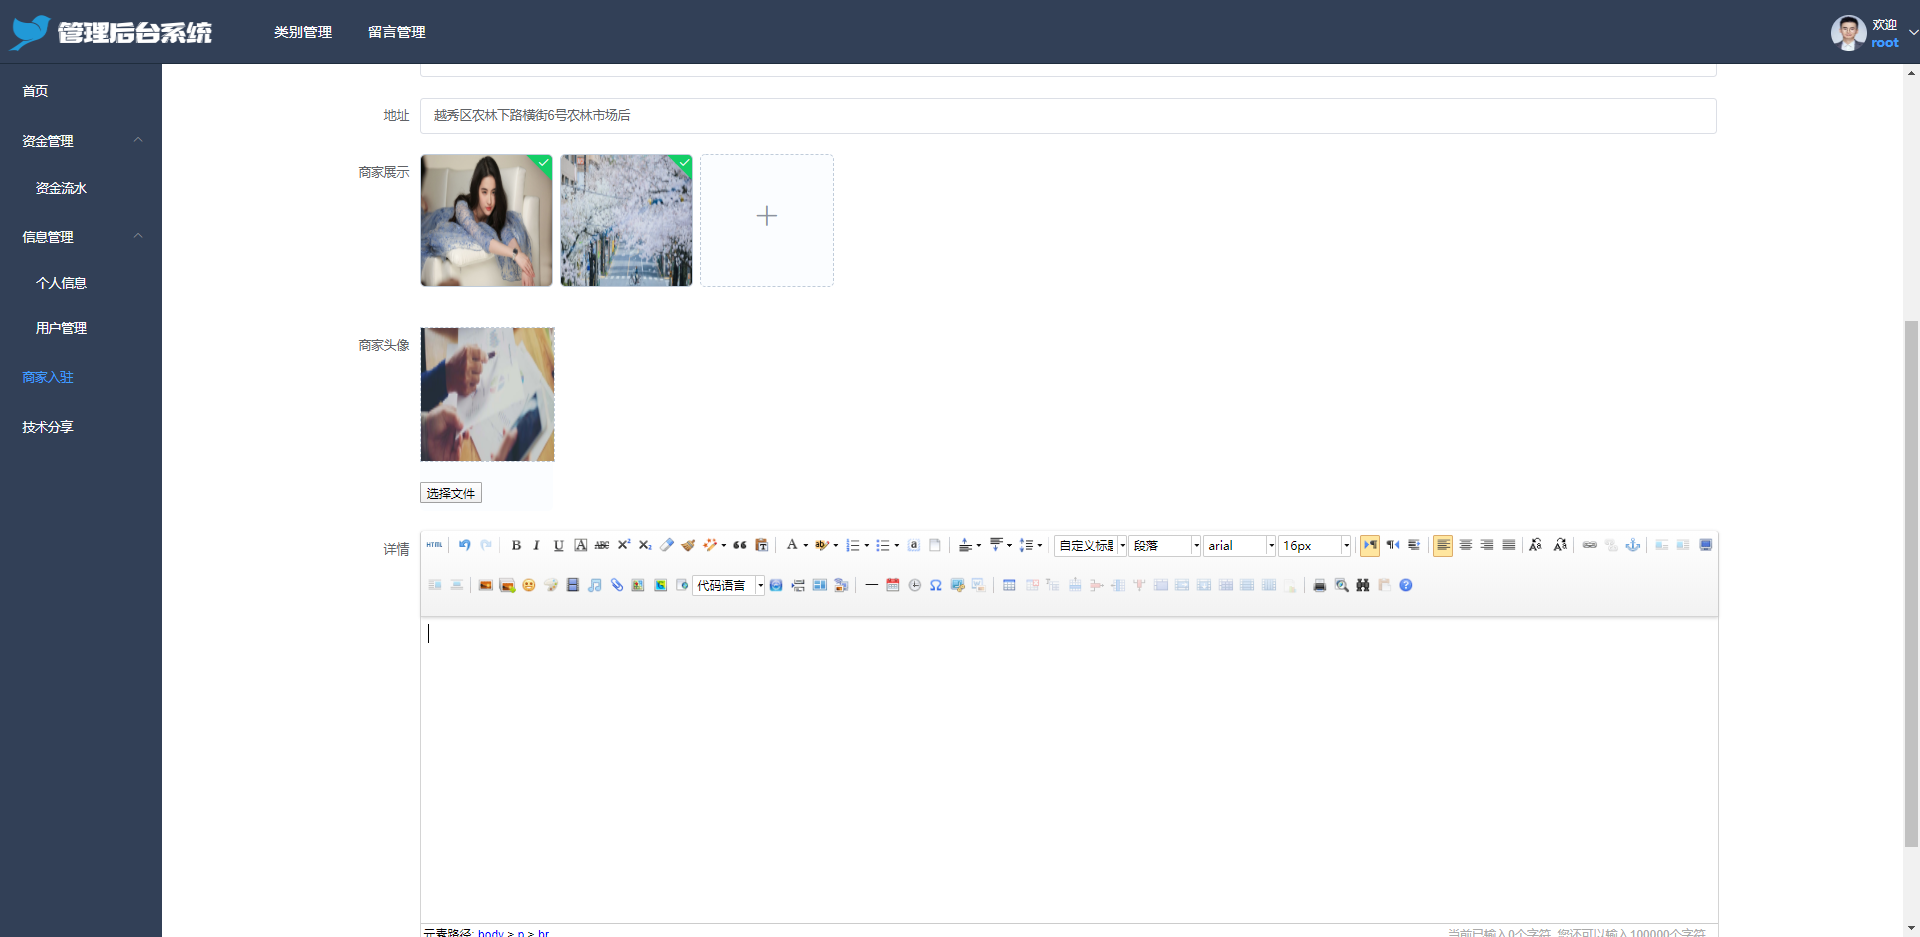 管理后台系统
类别管理
留言管理
欢迎
root
首页
资金管理
资金流水
信息管理
个人信息
用户管理
商家入驻
技术分享
地址
越秀区农林下路横街6号农林市场后
商家展示
商家头像
选择文件
详情
HTML
B I U A ABC X² X₂
自定义标题
段落
arial
16px
代码语言
元素路径: body > p > br
当前已输入0个字符, 您还可以输入100000个字符。